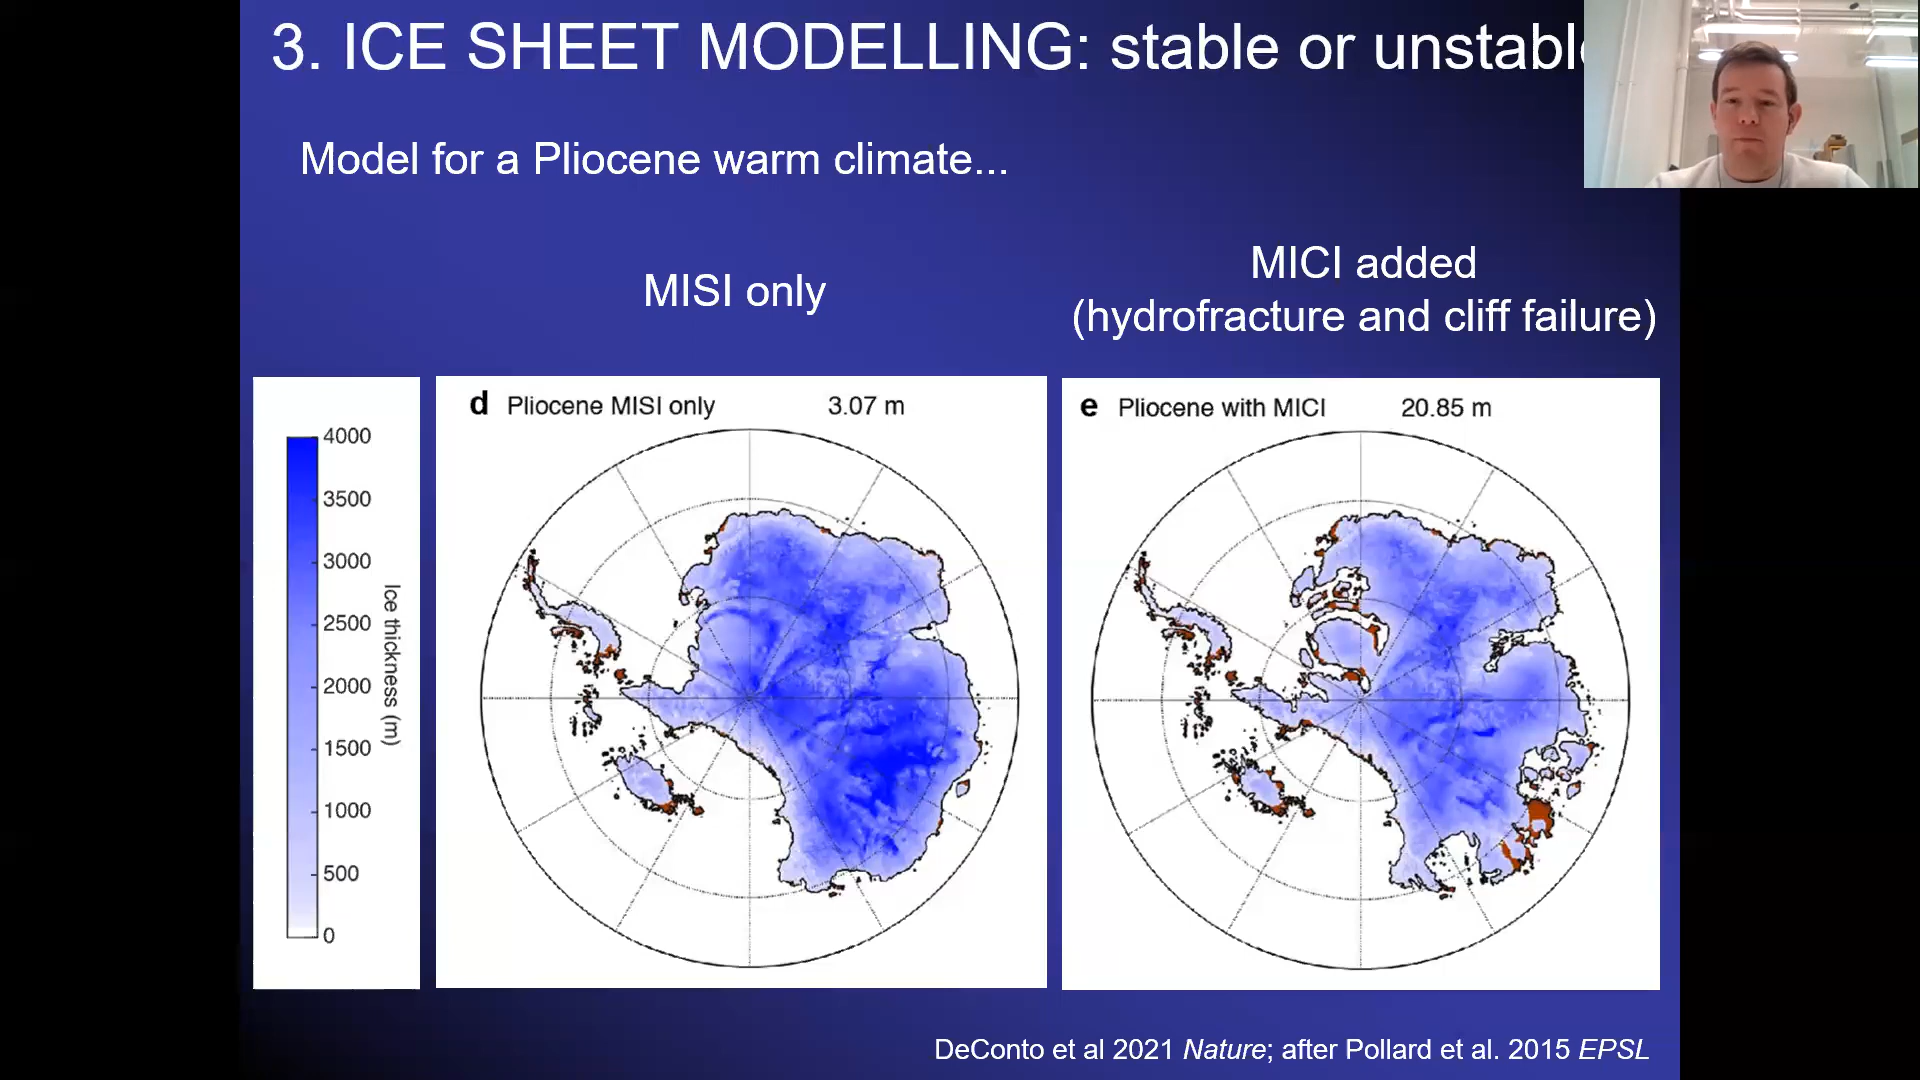 3. ICE SHEET MODELLING: stable or unstabl
Model for a Pliocene warm climate...
MISI only
MICI added
(hydrofracture and cliff failure)
4000
3500
3000
2500
2000
1500
1000
500
0
Ice thickness (m)
d Pliocene MISI only 3.07 m
e Pliocene with MICI 20.85 m
DeConto et al 2021 Nature; after Pollard et al. 2015 EPSL